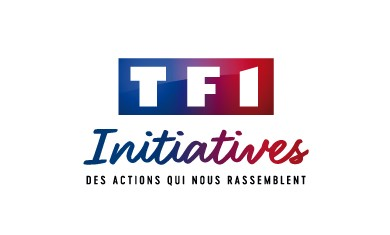 TF1
Initiatives
DES ACTIONS QUI NOUS RASSEMBLENT